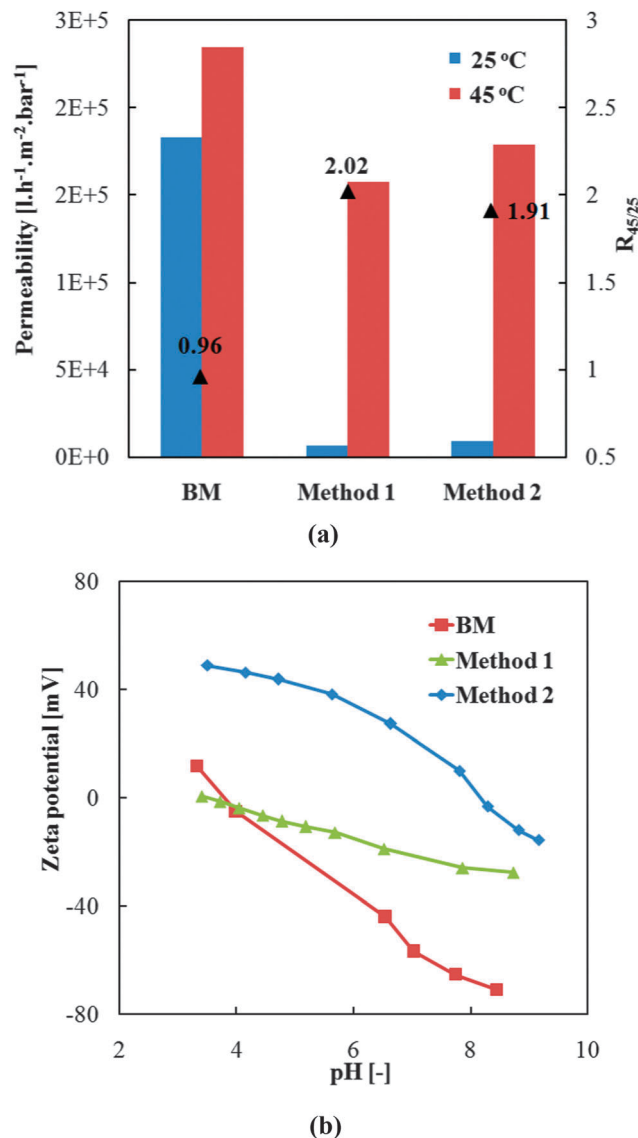 3E+5
2E+5
2E+5
1E+5
5E+4
0E+0
Permeability [l.h⁻¹.m⁻².bar⁻¹]
25 °C
45 °C
0.96
2.02
1.91
3
2.5
2
1.5
1
0.5
R45/25
BM Method 1 Method 2
(a)
80
40
0
-40
-80
Zeta potential [mV]
BM
Method 1
Method 2
2 4 6 8 10
pH [-]
(b)